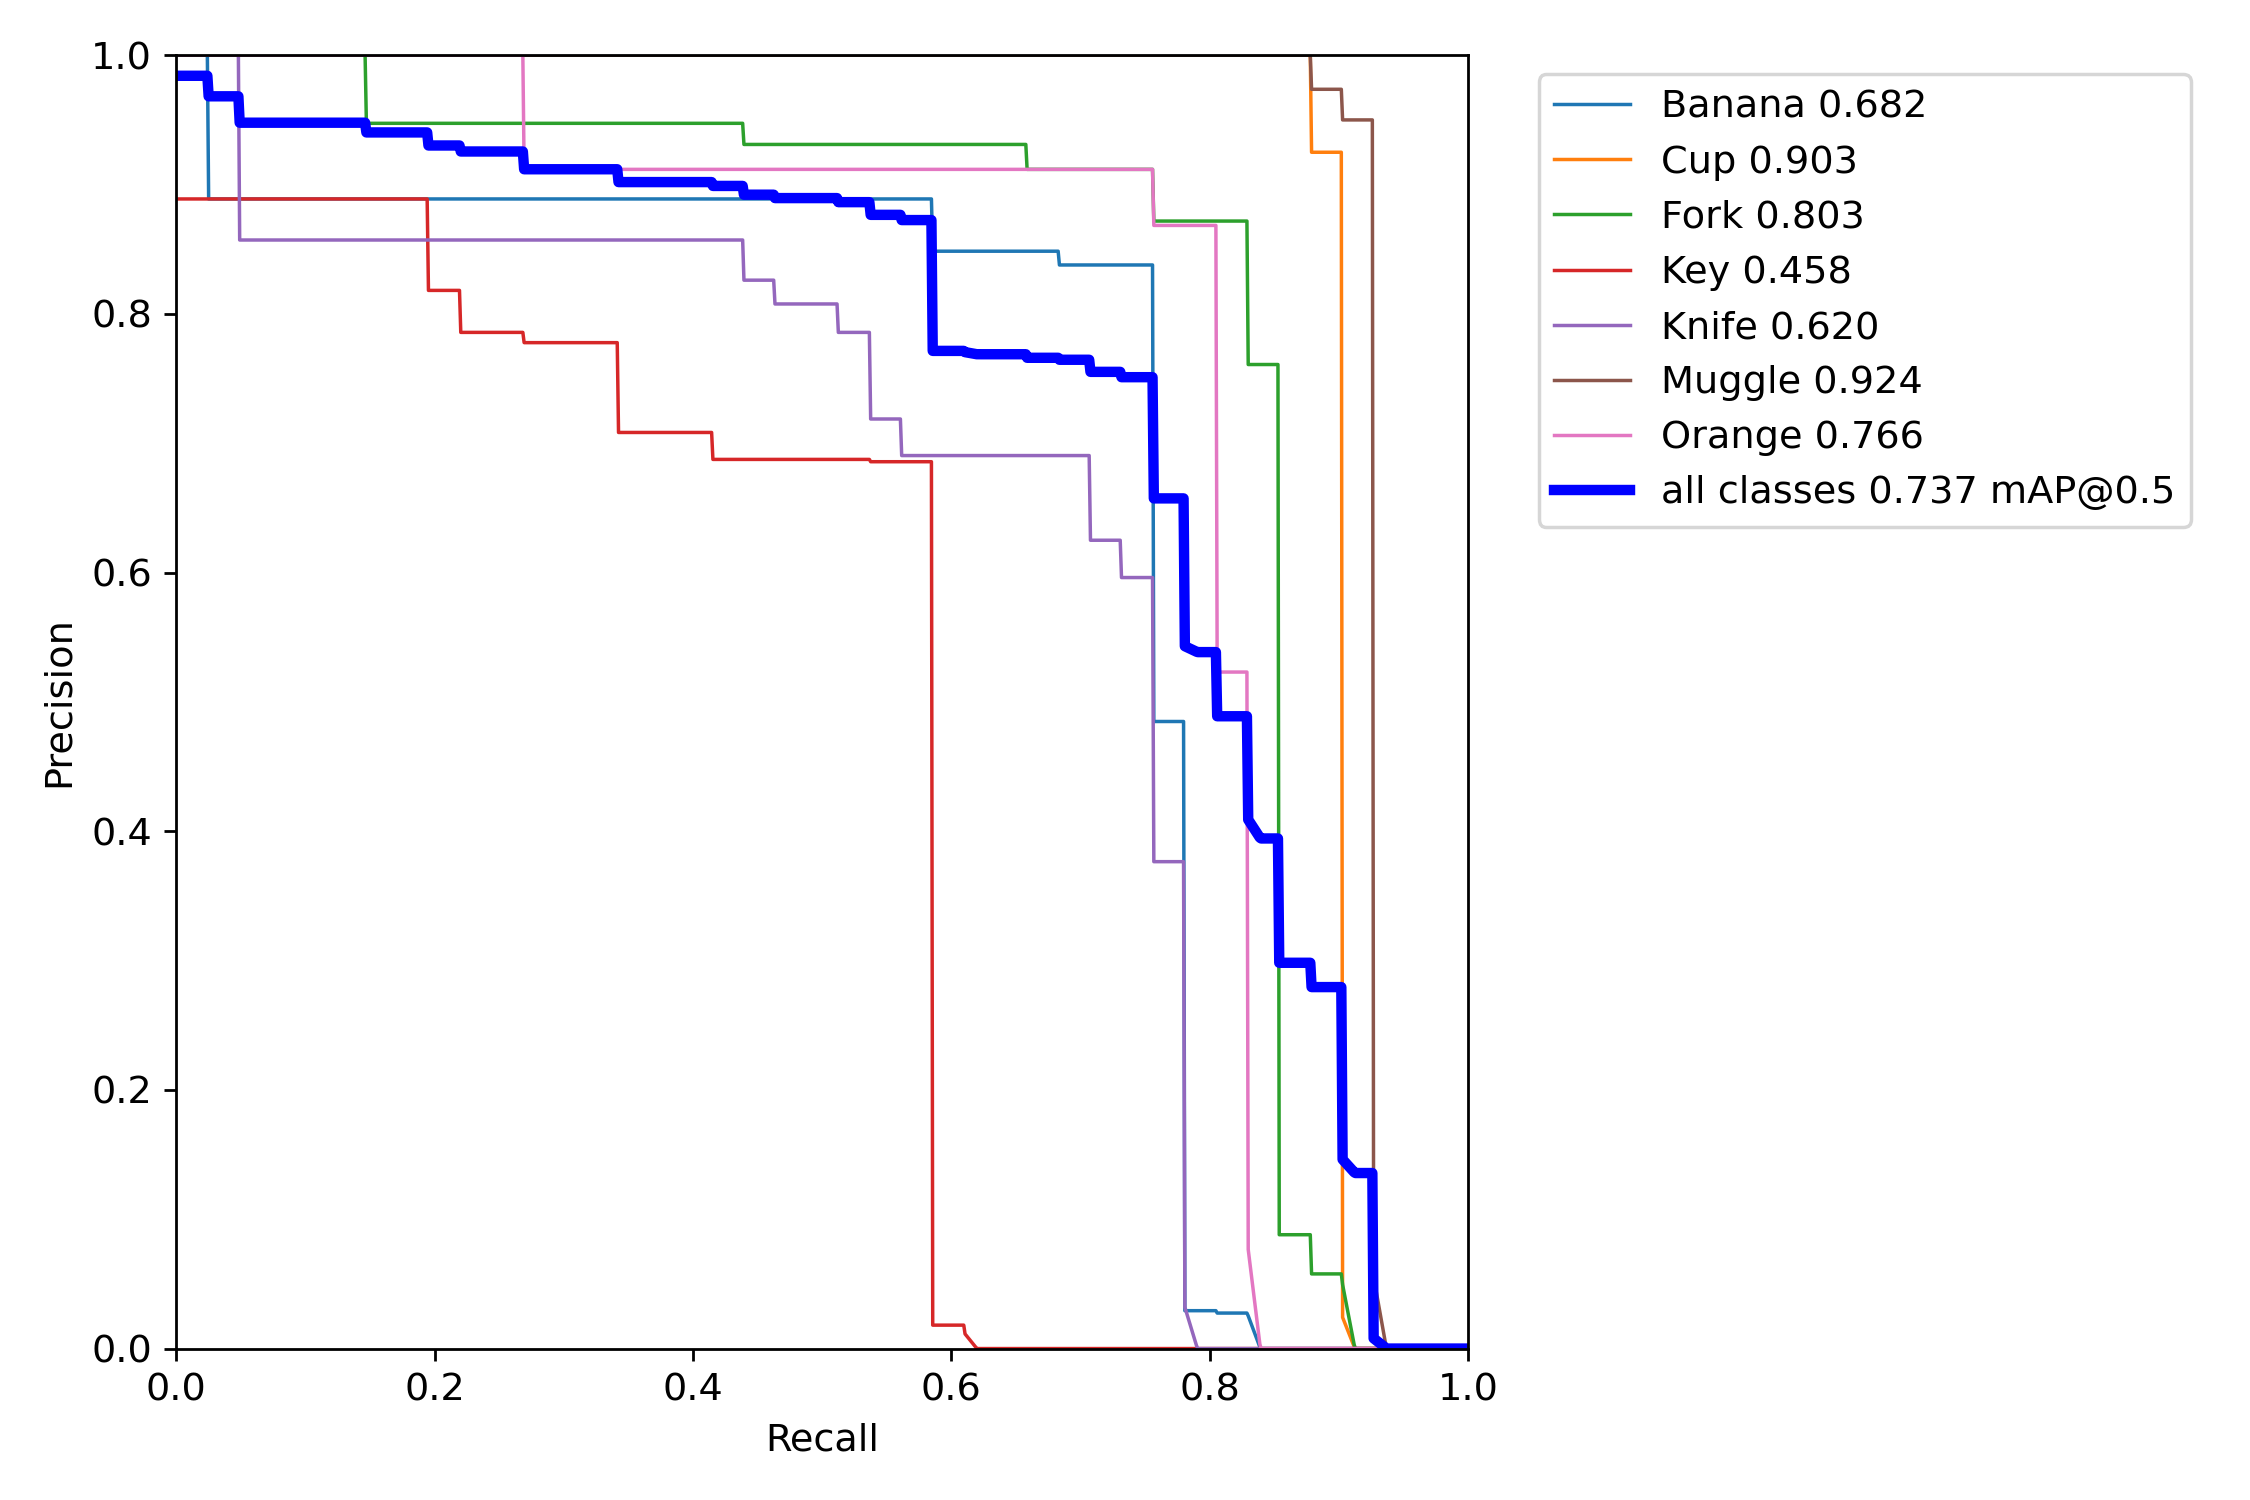 1.0
0.8
0.6
0.4
0.2
0.0
Precision
0.0 0.2 0.4 0.6 0.8 1.0
Recall
Banana 0.682
Cup 0.903
Fork 0.803
Key 0.458
Knife 0.620
Muggle 0.924
Orange 0.766
all classes 0.737 mAP@0.5